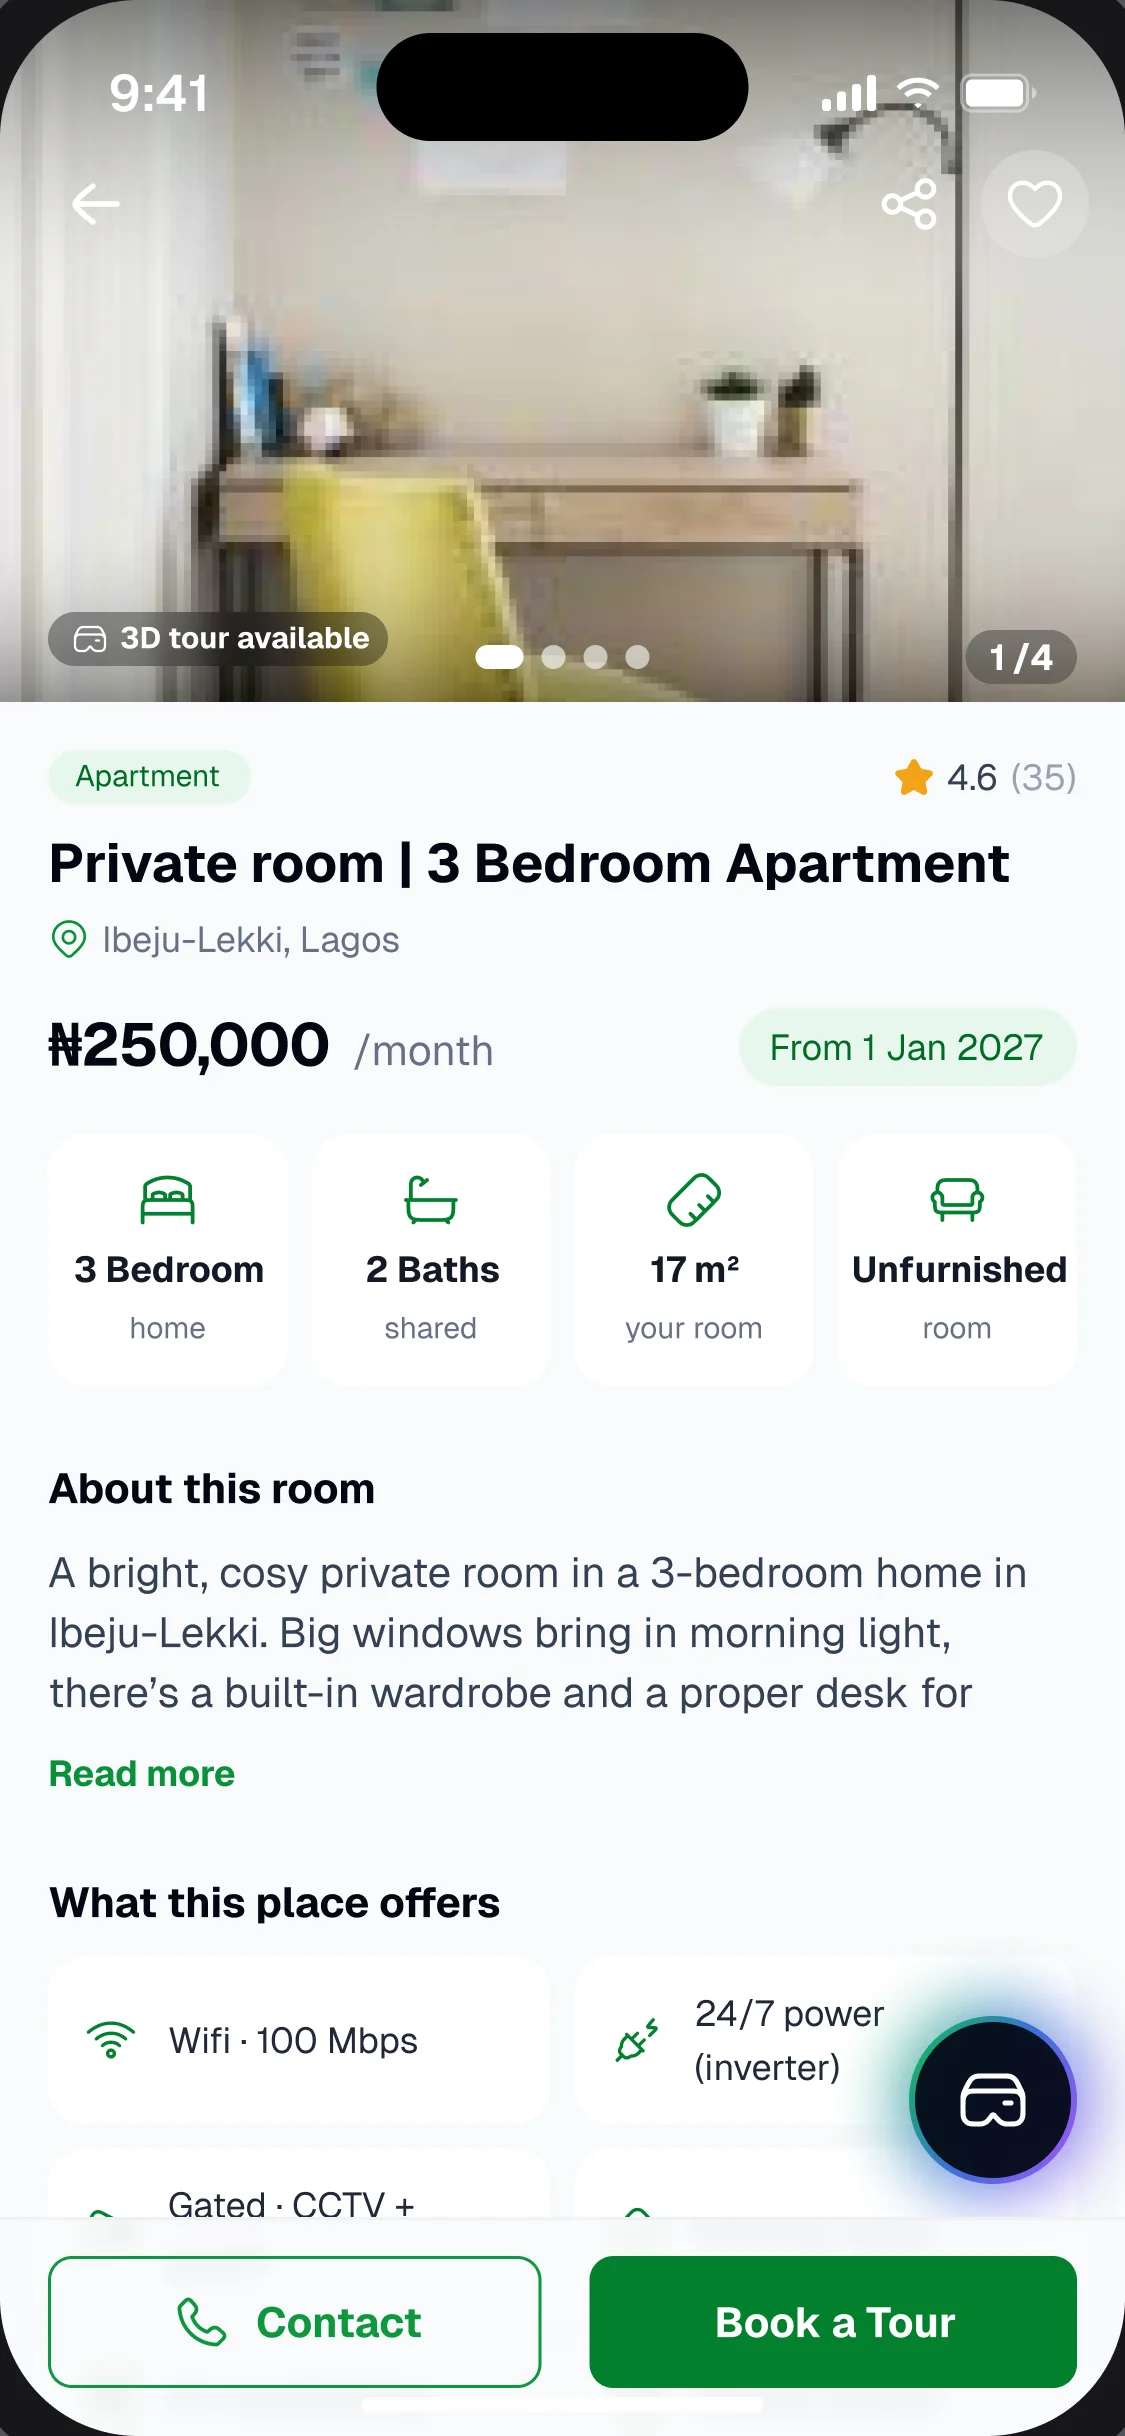 9:41
3D tour available
1/4
Apartment
4.6 (35)
Private room | 3 Bedroom Apartment
Ibeju-Lekki, Lagos
₦250,000 /month
From 1 Jan 2027
3 Bedroom
home
2 Baths
shared
17 m²
your room
Unfurnished
room
About this room
A bright, cosy private room in a 3-bedroom home in
Ibeju-Lekki. Big windows bring in morning light,
there’s a built-in wardrobe and a proper desk for
Read more
What this place offers
Wifi · 100 Mbps
24/7 power
(inverter)
Gated · CCTV +
Contact
Book a Tour